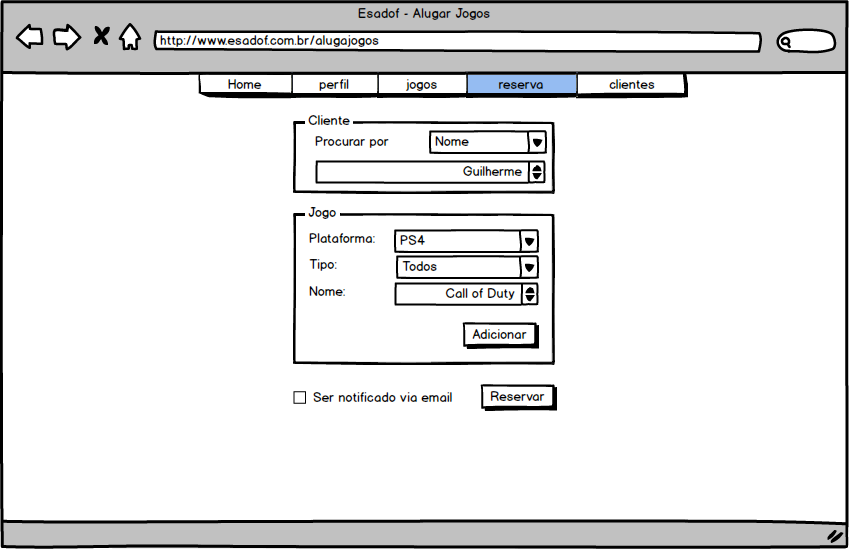 Esadof - Alugar Jogos
http://www.esadof.com.br/alugajogos
Home perfil jogos reserva clientes
Cliente
Procurar por Nome
Guilherme
Jogo
Plataforma: PS4
Tipo: Todos
Nome: Call of Duty
Adicionar
Ser notificado via email Reservar